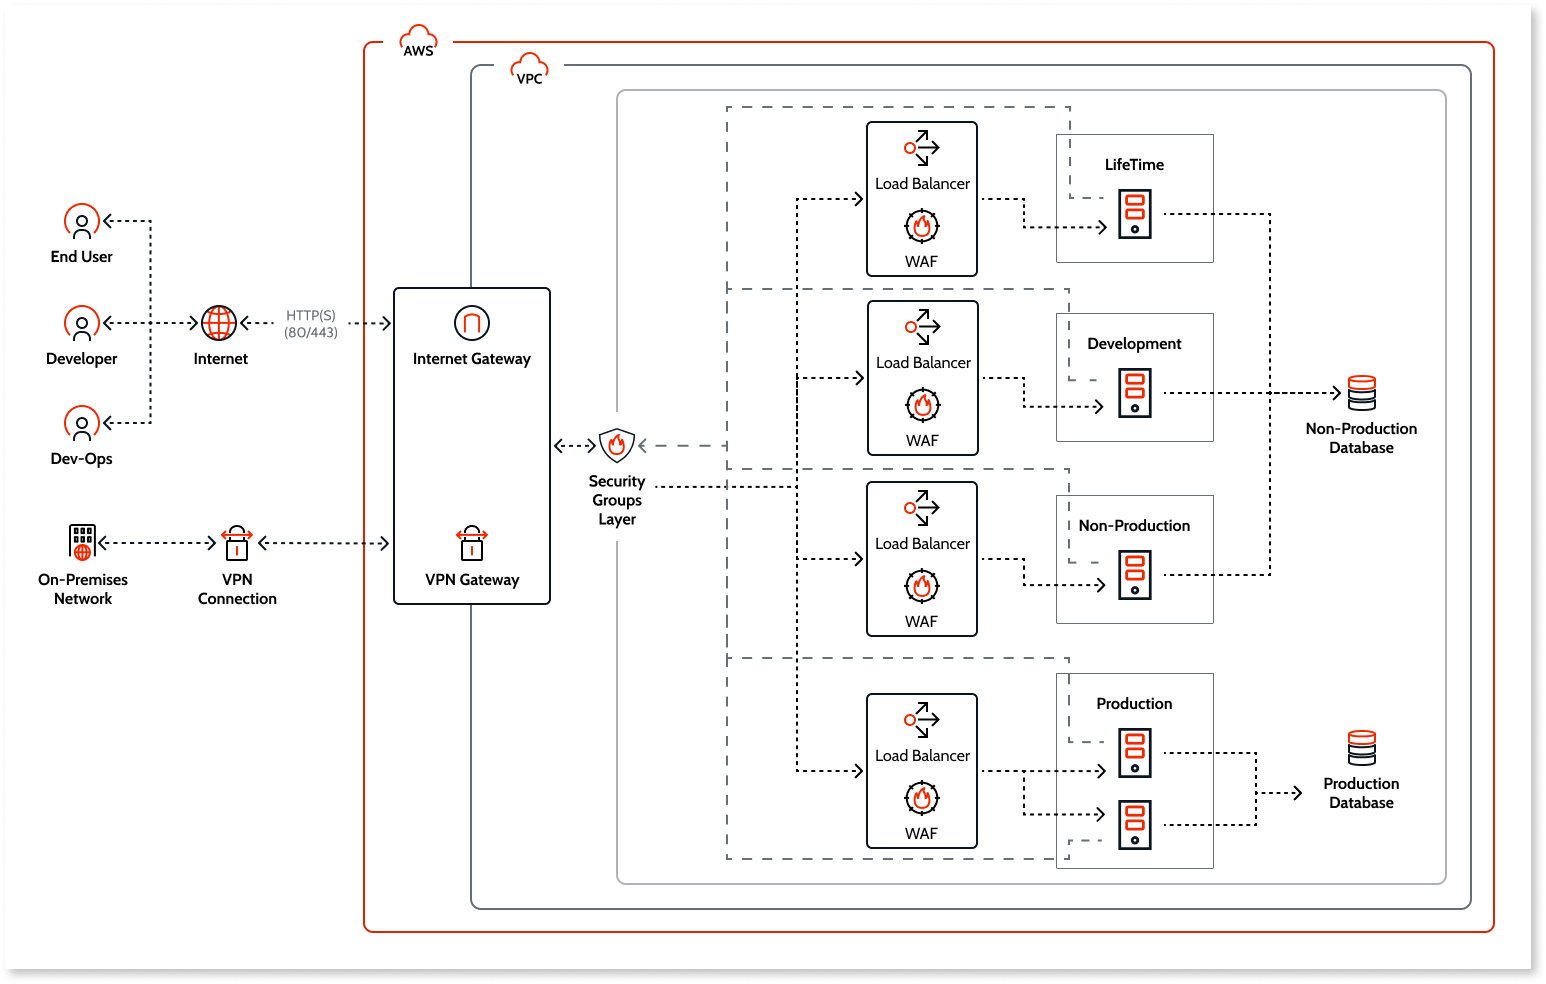 AWS
VPC
End User
Developer
Dev-Ops
Internet
HTTP(S)
(80/443)
On-Premises
Network
VPN
Connection
Internet Gateway
VPN Gateway
Security
Groups
Layer
Load Balancer
WAF
LifeTime
Load Balancer
WAF
Development
Load Balancer
WAF
Non-Production
Load Balancer
WAF
Production
Non-Production
Database
Production
Database